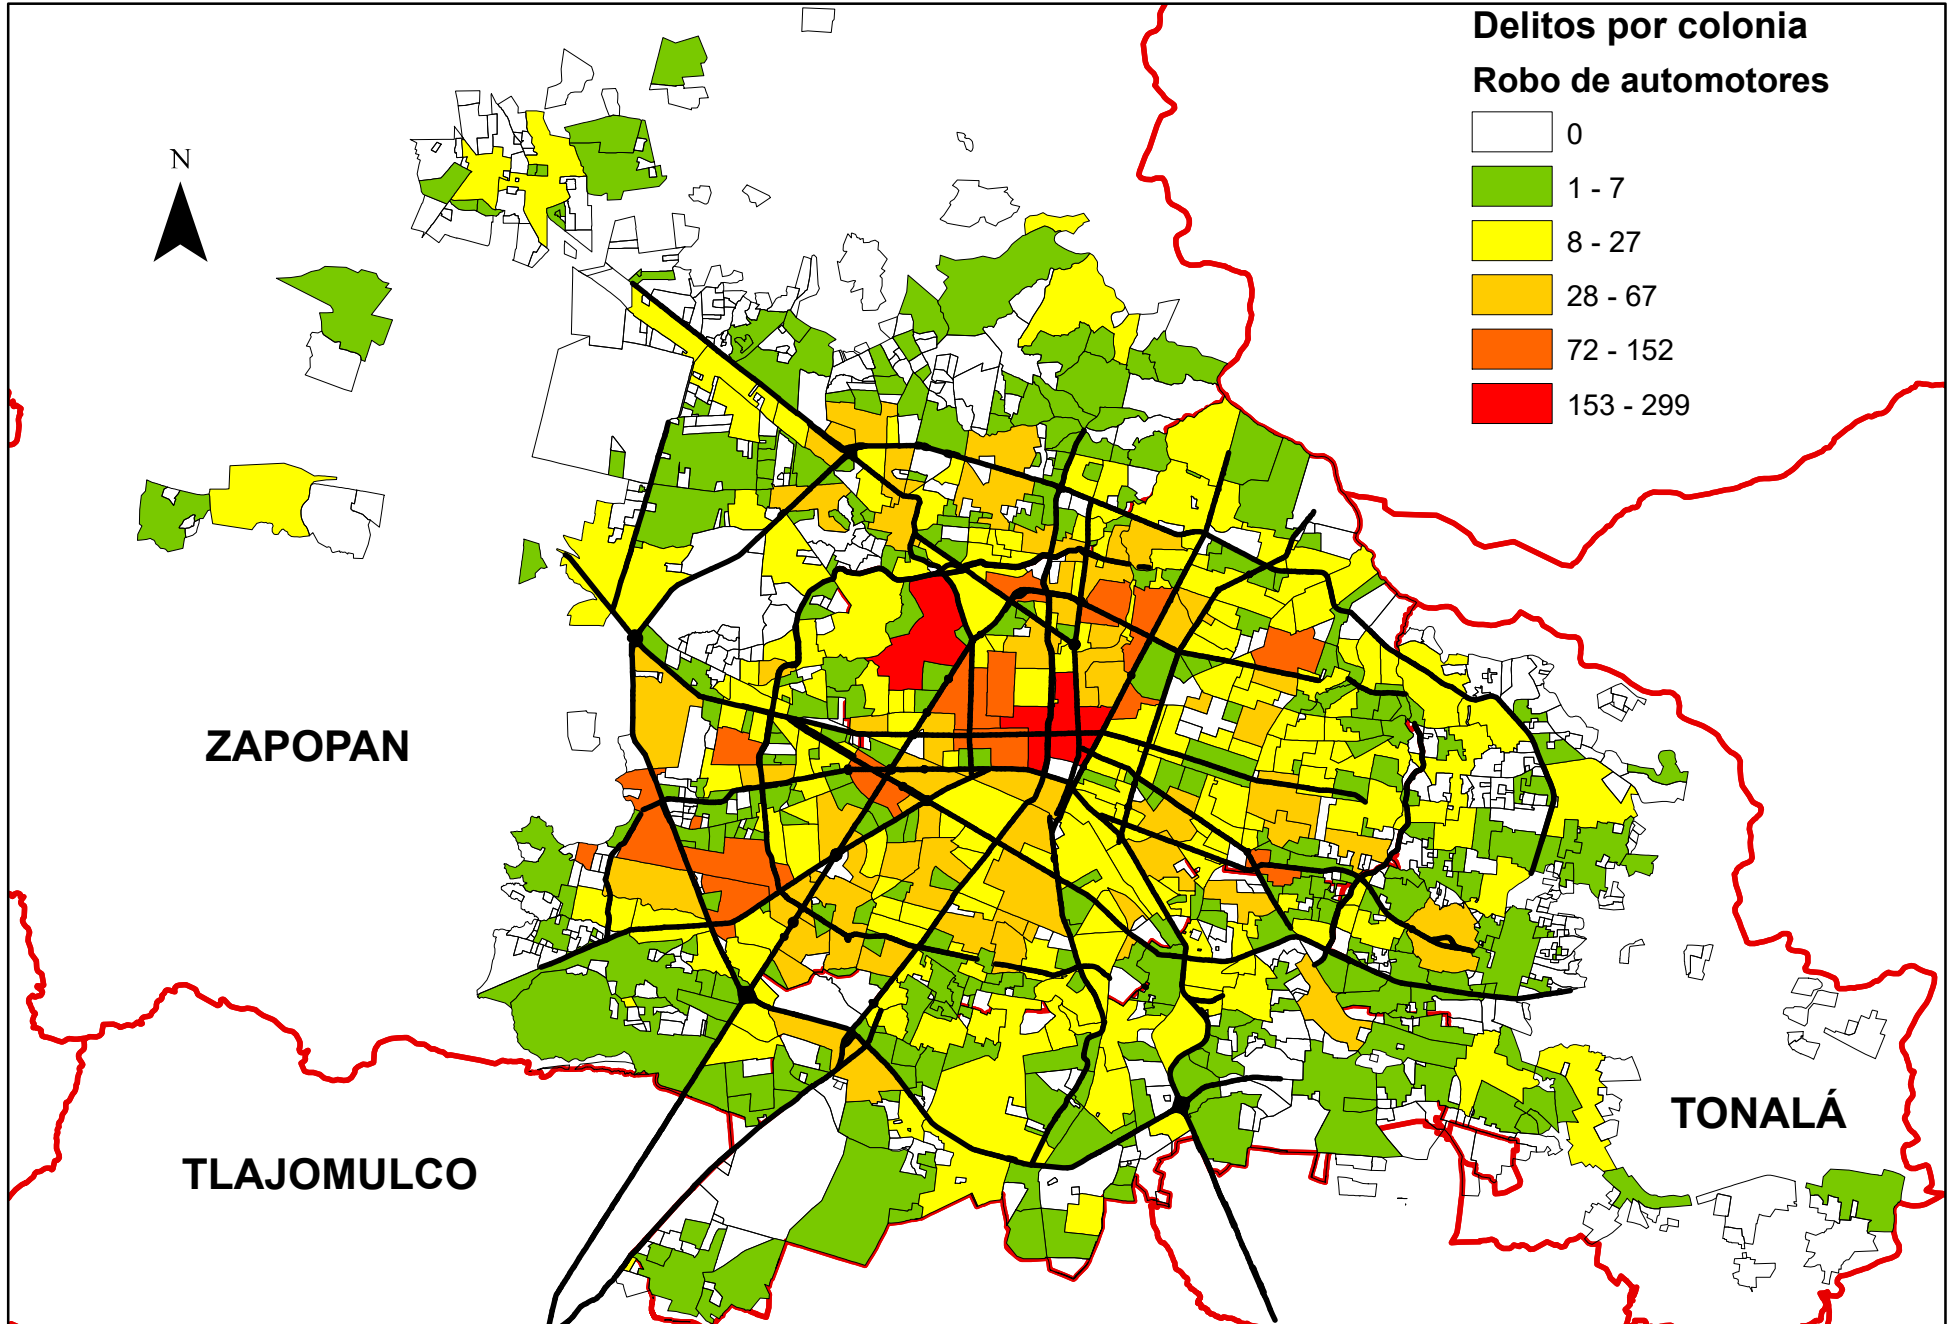 Delitos por colonia
Robo de automotores
0
1 - 7
8 - 27
28 - 67
72 - 152
153 - 299
N
ZAPOPAN
TLAJOMULCO
TONALÁ